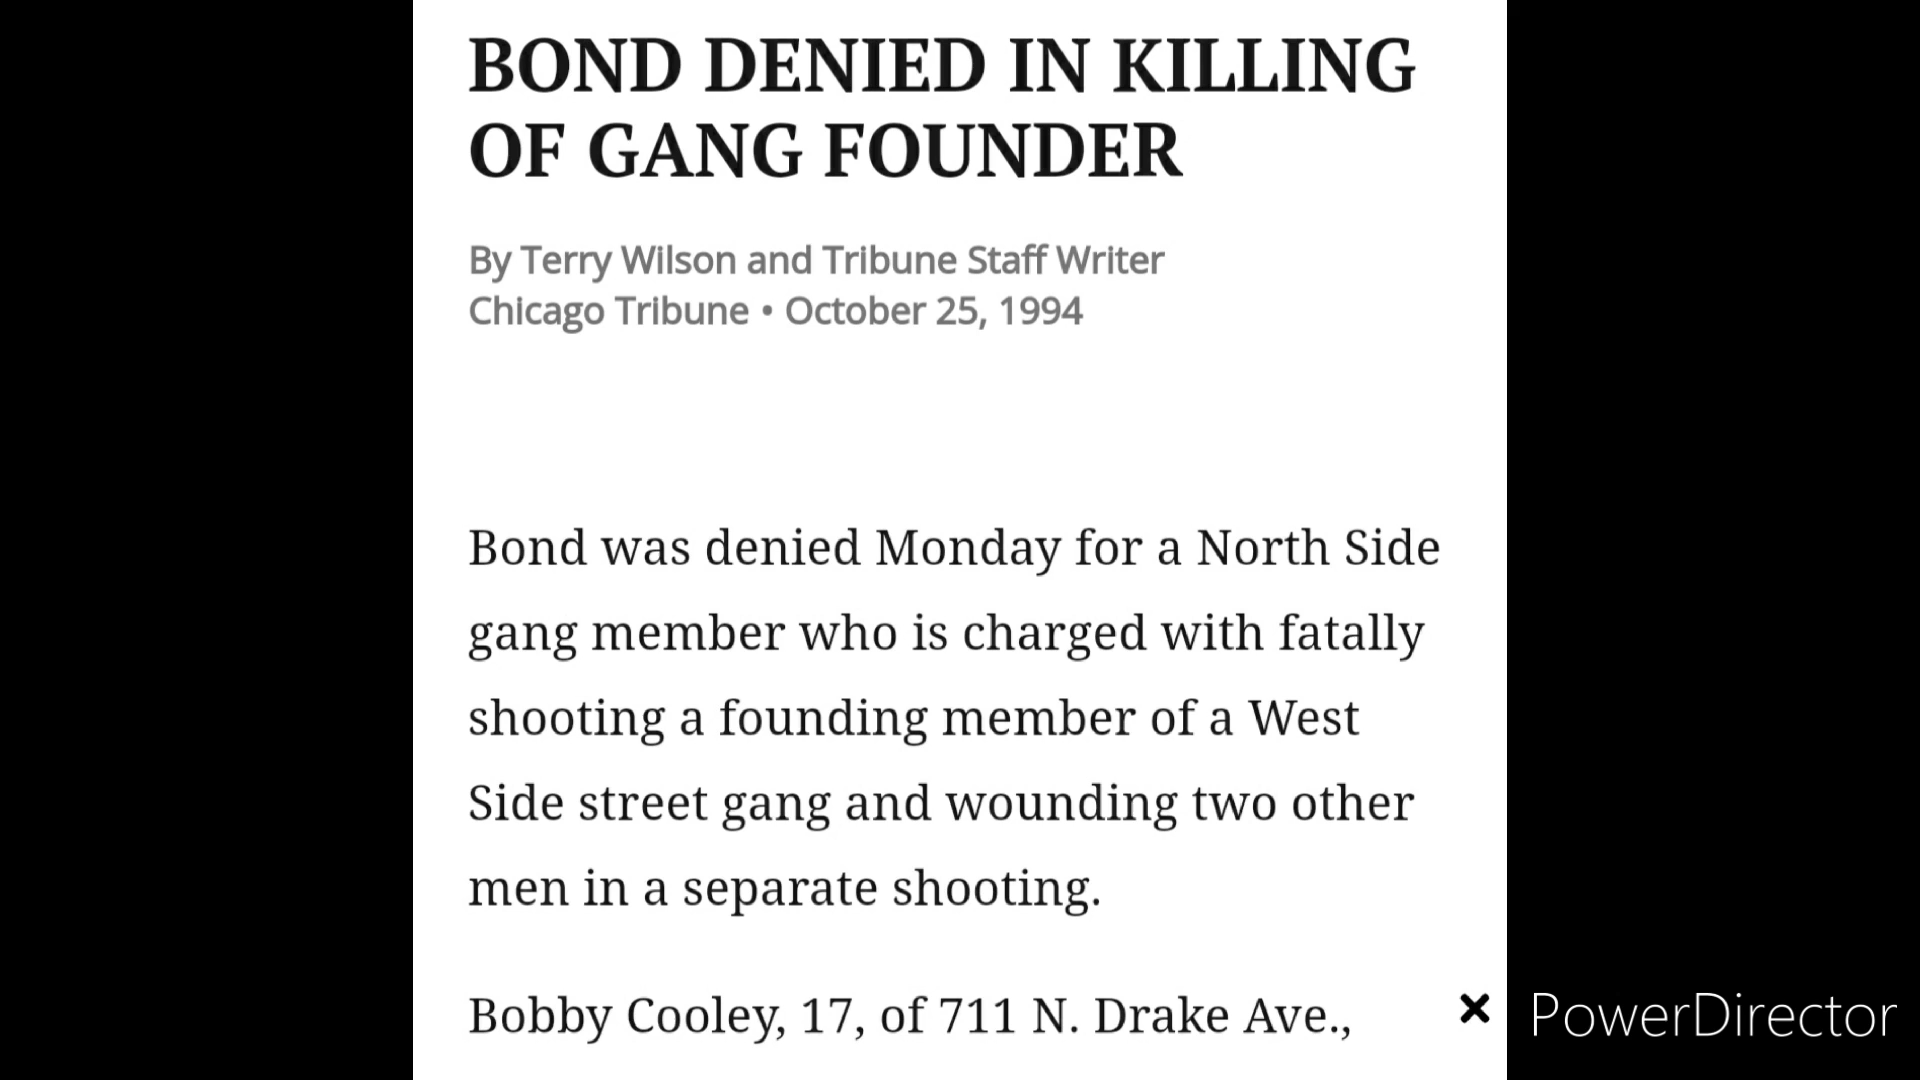 BOND DENIED IN KILLING
OF GANG FOUNDER
By Terry Wilson and Tribune Staff Writer
Chicago Tribune • October 25, 1994
Bond was denied Monday for a North Side
gang member who is charged with fatally
shooting a founding member of a West
Side street gang and wounding two other
men in a separate shooting.
Bobby Cooley, 17, of 711 N. Drake Ave.,
PowerDirector